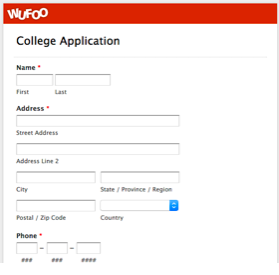 WUFOO
College Application
Name *
First Last
Address *
Street Address
Address Line 2
City State / Province / Region
Postal / Zip Code Country
Phone *
– –
### ### ####